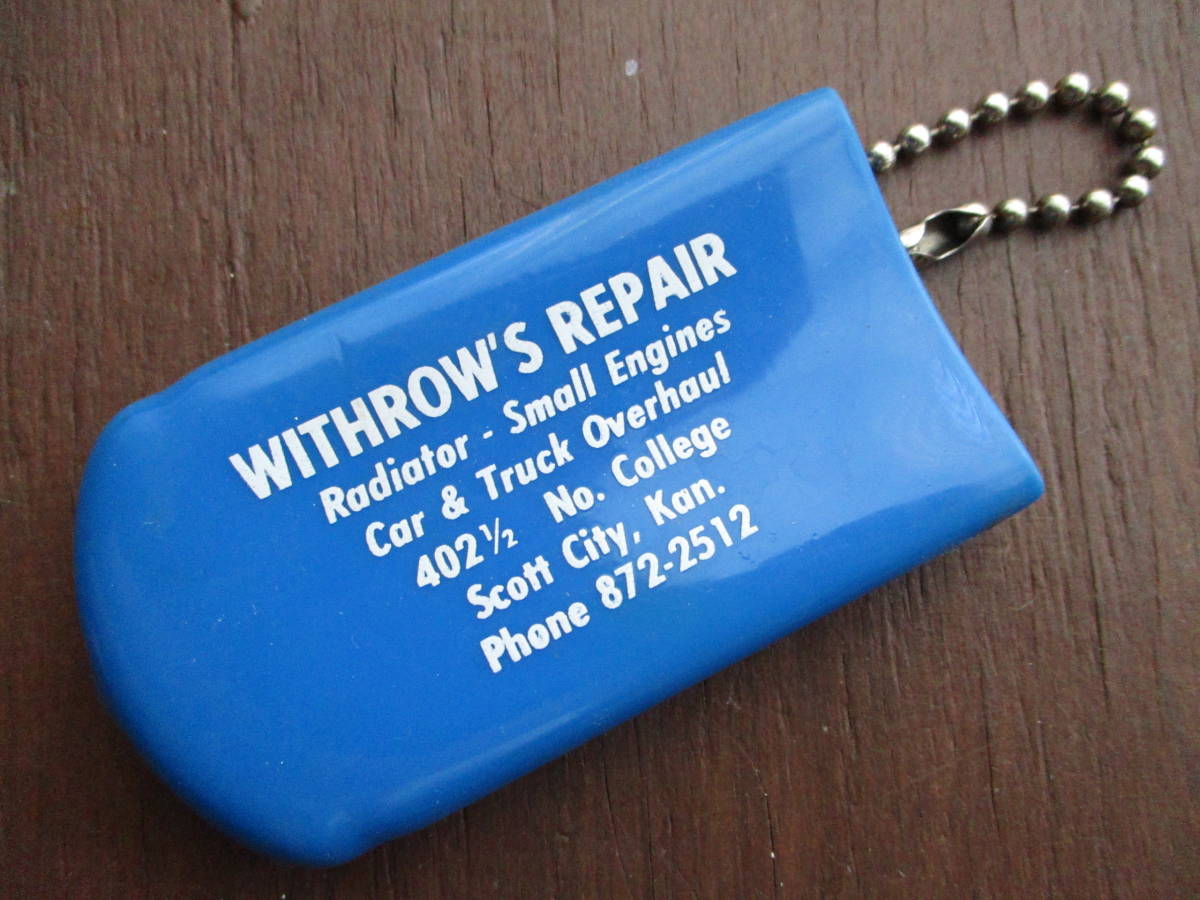 WITHROW'S REPAIR
Radiator - Small Engines
Car & Truck Overhaul
402½ No. College
Scott City, Kan.
Phone 872-2512